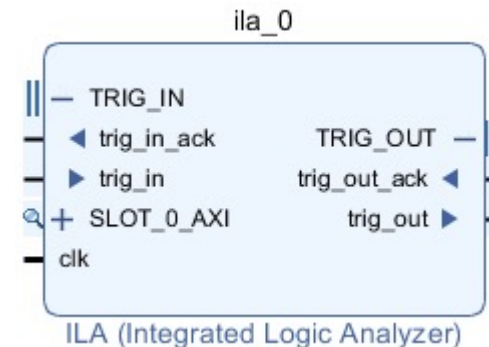 ila_0
TRIG_IN
trig_in_ack
TRIG_OUT
trig_in
trig_out_ack
SLOT_0_AXI
trig_out
clk
ILA (Integrated Logic Analyzer)